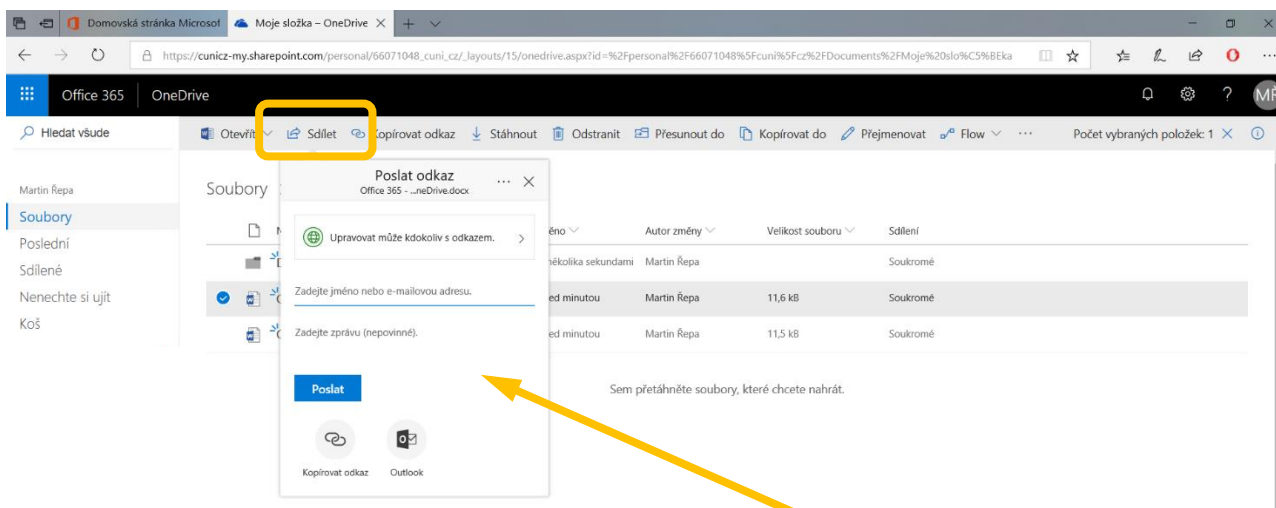 Domovská stránka Microsof
Moje složka – OneDrive
https://cunicz-my.sharepoint.com/personal/66071048_cuni_cz/_layouts/15/onedrive.aspx?id=%2Fpersonal%2F66071048%5Fcuni%5Fcz%2FDocuments%2FMoje%20slo%C5%BEka
Office 365 OneDrive ? MŘ
Hledat všude Otevřít Sdílet Kopírovat odkaz Stáhnout Odstranit Přesunout do Kopírovat do Přejmenovat Flow ··· Počet vybraných položek: 1
Martin Řepa
Soubory
Poslední
Sdílené
Nenechte si ujít
Koš
Soubory
Poslat odkaz
Office 365 - ...neDrive.docx
Upravovat může kdokoliv s odkazem.
Zadejte jméno nebo e-mailovou adresu.
Zadejte zprávu (nepovinné).
Poslat
Kopírovat odkaz Outlook
ěno Autor změny Velikost souboru Sdílení
několika sekundami Martin Řepa Soukromé
ed minutou Martin Řepa 11,6 kB Soukromé
ed minutou Martin Řepa 11,5 kB Soukromé
Sem přetáhněte soubory, které chcete nahrát.